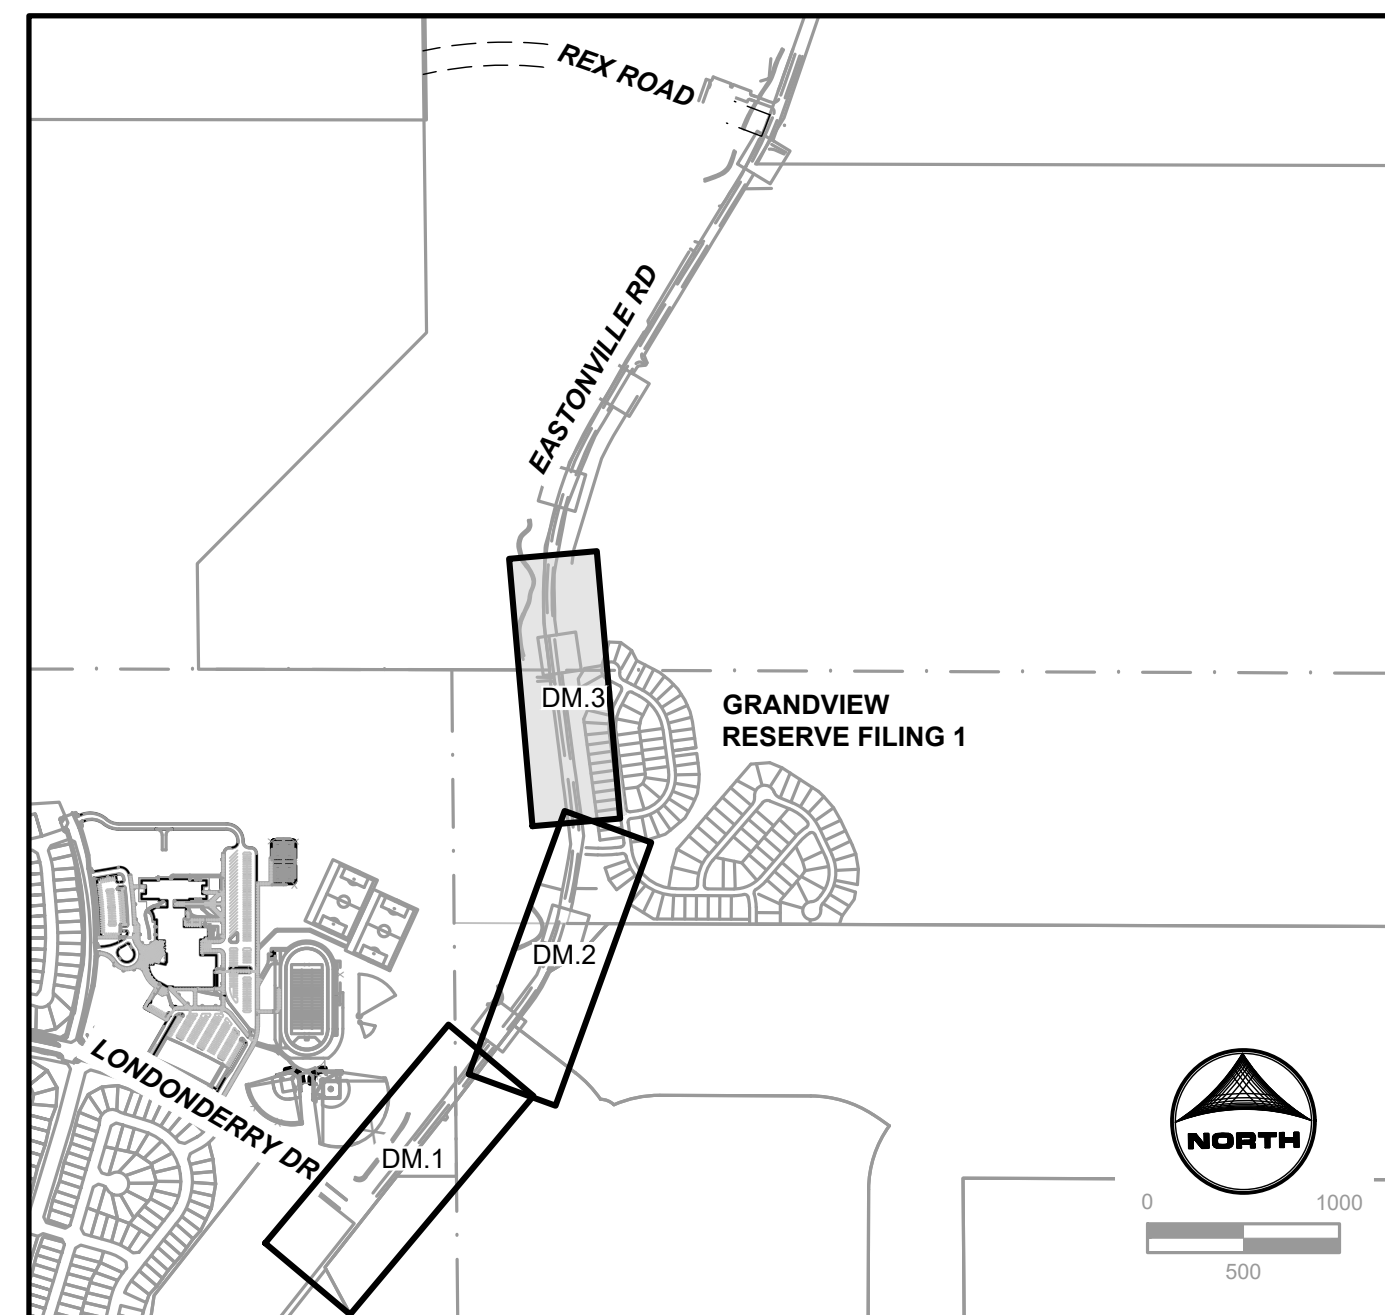 REX ROAD
EASTONVILLE RD
DM.3
GRANDVIEW
RESERVE FILING 1
DM.2
LONDONDERRY DR
DM.1
NORTH
0 1000
500